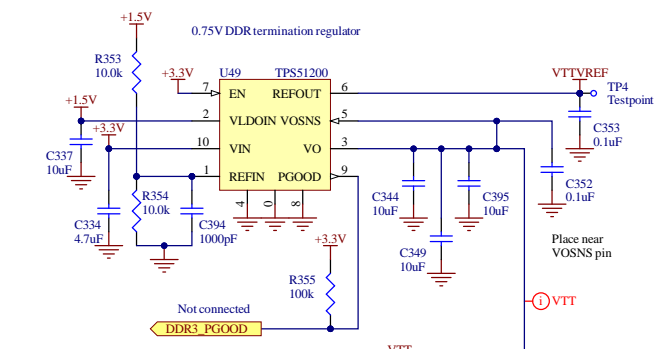 +1.5V
0.75V DDR termination regulator
R353
10.0k
+3.3V
U49
TPS51200
7
EN
REFOUT
6
VTTVREF
TP4
Testpoint
+1.5V
2
VLDOIN
VOSNS
5
C353
0.1uF
+3.3V
10
VIN
VO
3
C337
10uF
1
REFIN
PGOOD
9
C352
0.1uF
R354
10.0k
4
0
8
C344
10uF
C395
10uF
C334
4.7uF
C394
1000pF
+3.3V
C349
10uF
Place near
VOSNS pin
R355
100k
i
VTT
Not connected
DDR3_PGOOD
VTT